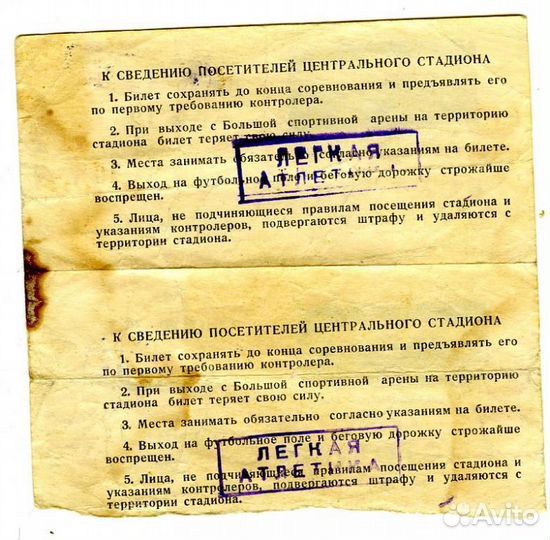 К СВЕДЕНИЮ ПОСЕТИТЕЛЕЙ ЦЕНТРАЛЬНОГО СТАДИОНА
1. Билет сохранять до конца соревнования и предъявлять его
по первому требованию контролера.
2. При выходе с Большой спортивной арены на территорию
стадиона билет теряет свою силу.
3. Места занимать обязательно согласно указаниям на билете.
4. Выход на футбольное поле и беговую дорожку строжайше
воспрещен.
5. Лица, не подчиняющиеся правилам посещения стадиона и
указаниям контролеров, подвергаются штрафу и удаляются с
территории стадиона.
ЛЕГКАЯ
АТЛЕТИКА
К СВЕДЕНИЮ ПОСЕТИТЕЛЕЙ ЦЕНТРАЛЬНОГО СТАДИОНА
1. Билет сохранять до конца соревнования и предъявлять его
по первому требованию контролера.
2. При выходе с Большой спортивной арены на территорию
стадиона билет теряет свою силу.
3. Места занимать обязательно согласно указаниям на билете.
4. Выход на футбольное поле и беговую дорожку строжайше
воспрещен.
5. Лица, не подчиняющиеся правилам посещения стадиона и
указаниям контролеров, подвергаются штрафу и удаляются с
территории стадиона.
ЛЕГКАЯ
АТЛЕТИКА
Avito